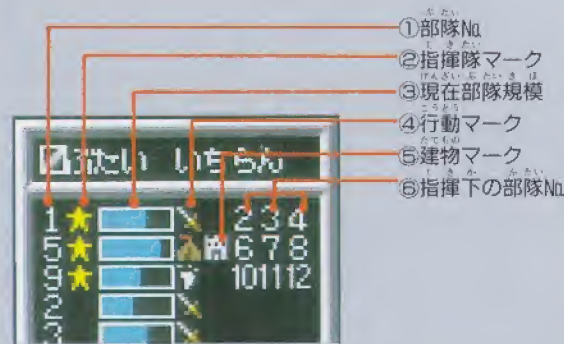 ①部隊No.
②指揮隊マーク
③現在部隊規模
④行動マーク
⑤建物マーク
⑥指揮下の部隊No.
ぶたい いちらん
1 2 3 4
5 6 7 8
9 10 11 12
2
3